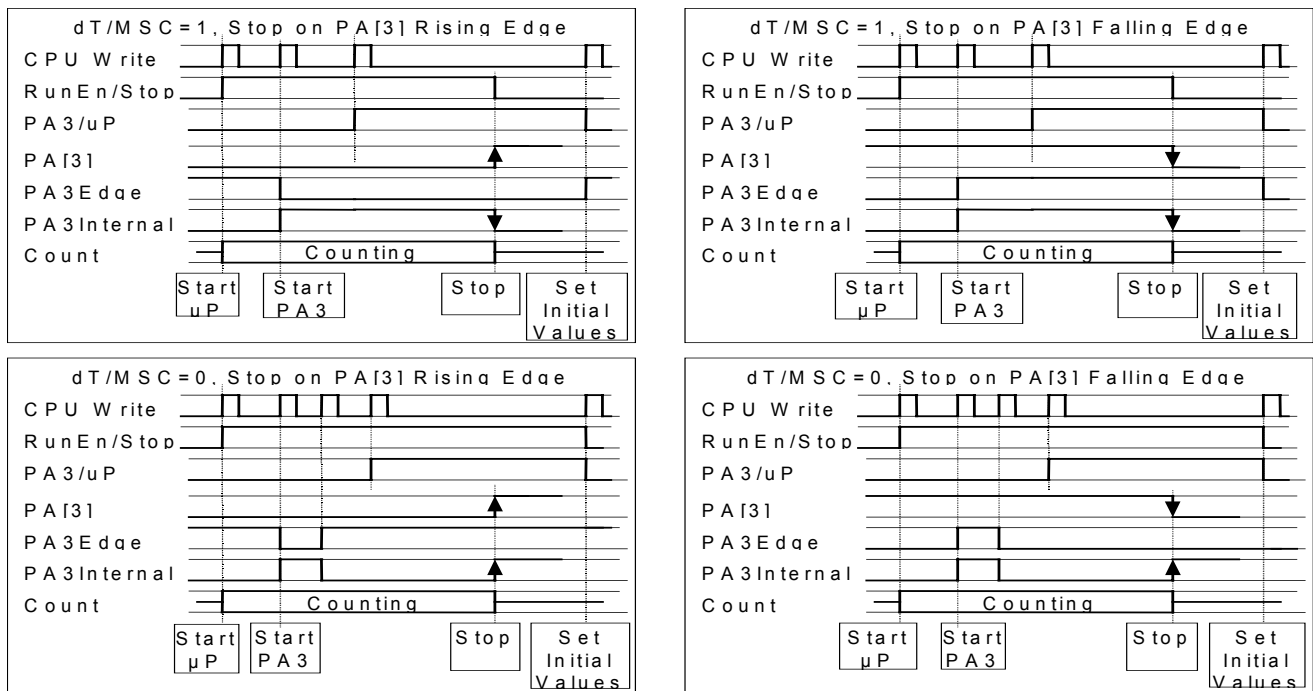 dT/MSC=1, Stop on PA[3] Rising Edge
CPU Write
RunEn/Stop
PA3/uP
PA[3]
PA3Edge
PA3Internal
Count
Counting
Start
µP
Start
PA3
Stop
Set
Initial
Values
dT/MSC=1, Stop on PA[3] Falling Edge
CPU Write
RunEn/Stop
PA3/uP
PA[3]
PA3Edge
PA3Internal
Count
Counting
Start
µP
Start
PA3
Stop
Set
Initial
Values
dT/MSC=0, Stop on PA[3] Rising Edge
CPU Write
RunEn/Stop
PA3/uP
PA[3]
PA3Edge
PA3Internal
Count
Counting
Start
µP
Start
PA3
Stop
Set
Initial
Values
dT/MSC=0, Stop on PA[3] Falling Edge
CPU Write
RunEn/Stop
PA3/uP
PA[3]
PA3Edge
PA3Internal
Count
Counting
Start
µP
Start
PA3
Stop
Set
Initial
Values